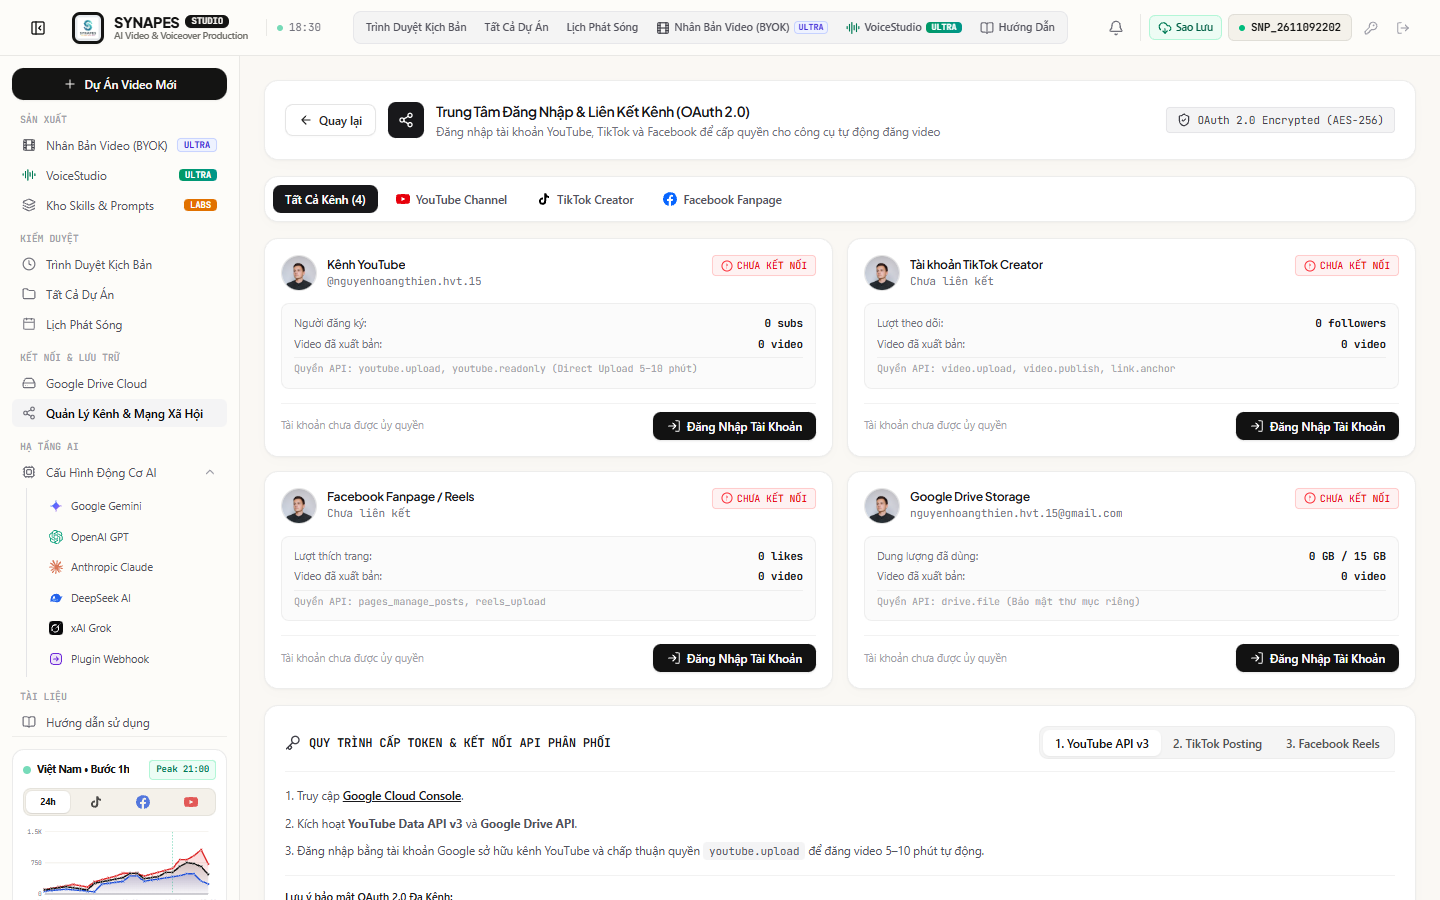 SYNAPES STUDIO
AI Video & Voiceover Production
18:30
Trình Duyệt Kịch Bản
Tất Cả Dự Án
Lịch Phát Sóng
Nhân Bản Video (BYOK) ULTRA
VoiceStudio ULTRA
Hướng Dẫn
Sao Lưu
SNP_2611092202
+ Dự Án Video Mới
SẢN XUẤT
Nhân Bản Video (BYOK) ULTRA
VoiceStudio ULTRA
Kho Skills & Prompts LABS
KIỂM DUYỆT
Trình Duyệt Kịch Bản
Tất Cả Dự Án
Lịch Phát Sóng
KẾT NỐI & LƯU TRỮ
Google Drive Cloud
Quản Lý Kênh & Mạng Xã Hội
HẠ TẦNG AI
Cấu Hình Động Cơ AI
Google Gemini
OpenAI GPT
Anthropic Claude
DeepSeek AI
xAI Grok
Plugin Webhook
TÀI LIỆU
Hướng dẫn sử dụng
Việt Nam • Bước 1h
Peak 21:00
24h
1.5K
750
0
Quay lại
Trung Tâm Đăng Nhập & Liên Kết Kênh (OAuth 2.0)
Đăng nhập tài khoản YouTube, TikTok và Facebook để cấp quyền cho công cụ tự động đăng video
OAuth 2.0 Encrypted (AES-256)
Tất Cả Kênh (4)
YouTube Channel
TikTok Creator
Facebook Fanpage
Kênh YouTube
@nguyenhoangthien.hvt.15
CHƯA KẾT NỐI
Người đăng ký: 0 subs
Video đã xuất bản: 0 video
Quyền API: youtube.upload, youtube.readonly (Direct Upload 5-10 phút)
Tài khoản chưa được ủy quyền
Đăng Nhập Tài Khoản
Tài khoản TikTok Creator
Chưa liên kết
CHƯA KẾT NỐI
Lượt theo dõi: 0 followers
Video đã xuất bản: 0 video
Quyền API: video.upload, video.publish, link.anchor
Tài khoản chưa được ủy quyền
Đăng Nhập Tài Khoản
Facebook Fanpage / Reels
Chưa liên kết
CHƯA KẾT NỐI
Lượt thích trang: 0 likes
Video đã xuất bản: 0 video
Quyền API: pages_manage_posts, reels_upload
Tài khoản chưa được ủy quyền
Đăng Nhập Tài Khoản
Google Drive Storage
nguyenhoangthien.hvt.15@gmail.com
CHƯA KẾT NỐI
Dung lượng đã dùng: 0 GB / 15 GB
Video đã xuất bản: 0 video
Quyền API: drive.file (Bảo mật thư mục riêng)
Tài khoản chưa được ủy quyền
Đăng Nhập Tài Khoản
QUY TRÌNH CẤP TOKEN & KẾT NỐI API PHÂN PHỐI
1. YouTube API v3
2. TikTok Posting
3. Facebook Reels
1. Truy cập Google Cloud Console.
2. Kích hoạt YouTube Data API v3 và Google Drive API.
3. Đăng nhập bằng tài khoản Google sở hữu kênh YouTube và chấp thuận quyền youtube.upload để đăng video 5–10 phút tự động.
Lưu ý bảo mật OAuth 2.0 Đa Kênh: